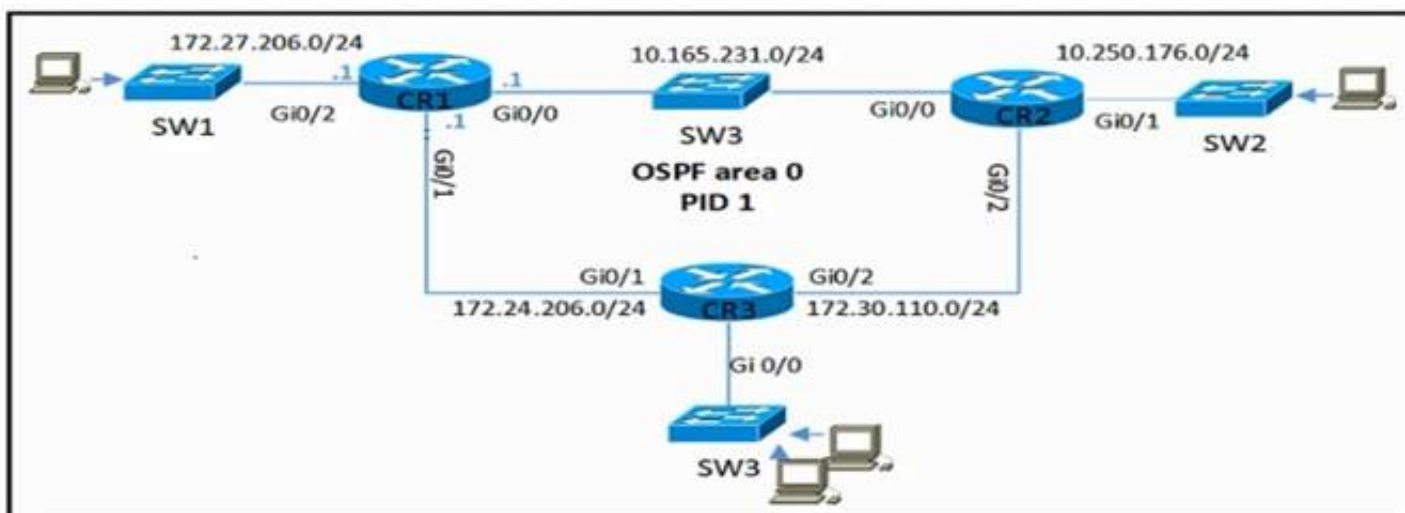 172.27.206.0/24
10.165.231.0/24
10.250.176.0/24
.1
CR1
.1
Gi0/2
Gi0/0
.1
SW1
SW3
Gi0/0
CR2
Gi0/1
SW2
Gi0/1
OSPF area 0
PID 1
Gi0/2
Gi0/1
CR3
Gi0/2
172.24.206.0/24
172.30.110.0/24
Gi 0/0
SW3